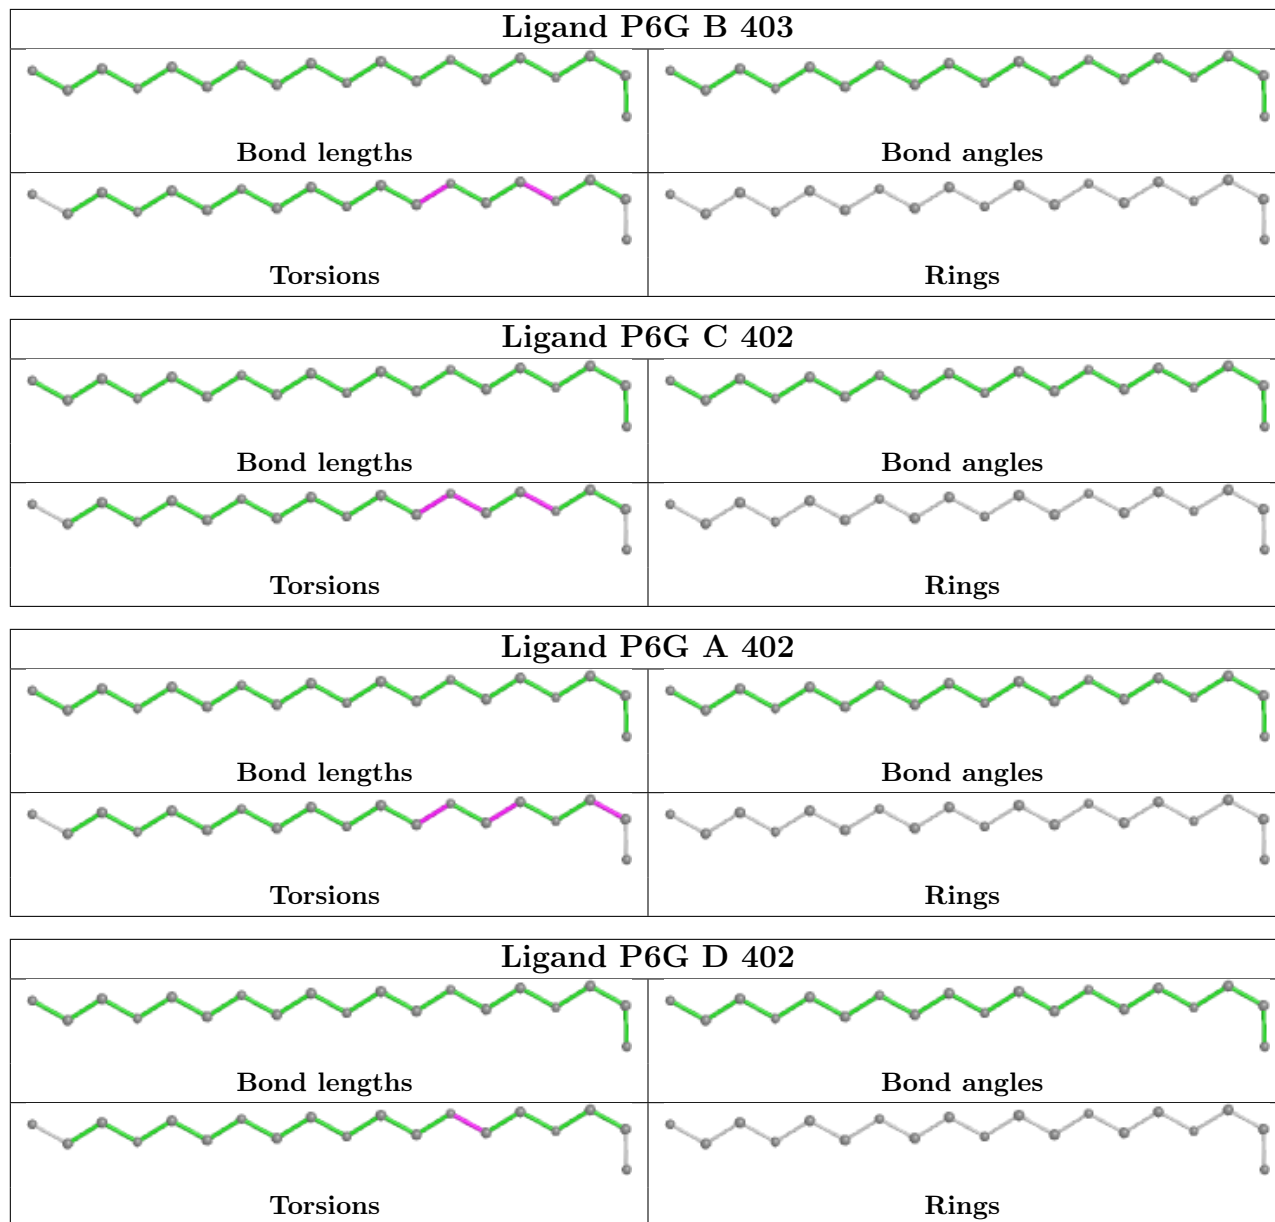 Ligand P6G B 403
Bond lengths Bond angles
Torsions Rings
Ligand P6G C 402
Bond lengths Bond angles
Torsions Rings
Ligand P6G A 402
Bond lengths Bond angles
Torsions Rings
Ligand P6G D 402
Bond lengths Bond angles
Torsions Rings